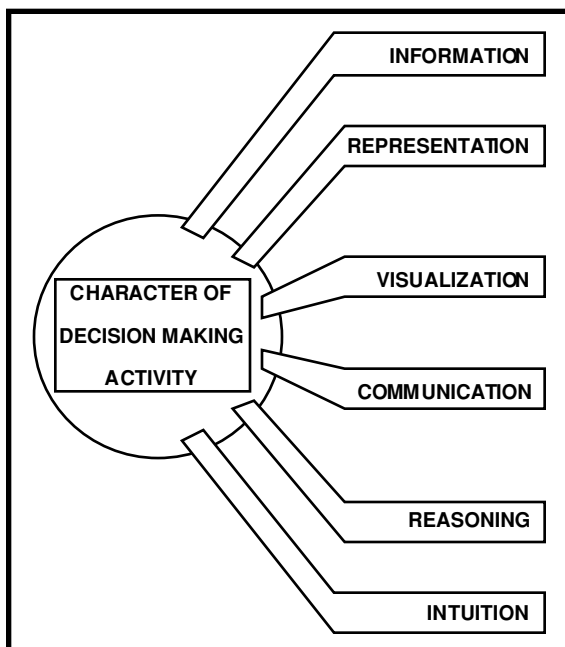 INFORMATION
REPRESENTATION
VISUALIZATION
CHARACTER OF
DECISION MAKING
ACTIVITY
COMMUNICATION
REASONING
INTUITION